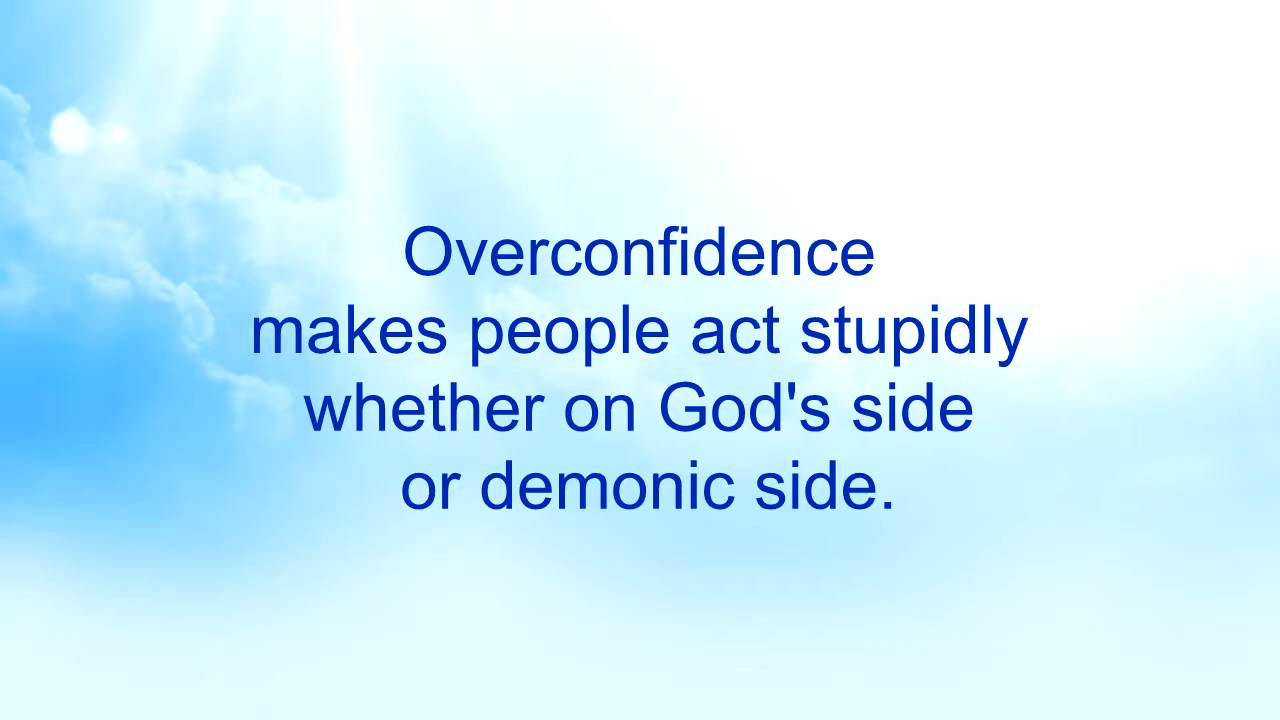 Overconfidence
makes people act stupidly
whether on God's side
or demonic side.